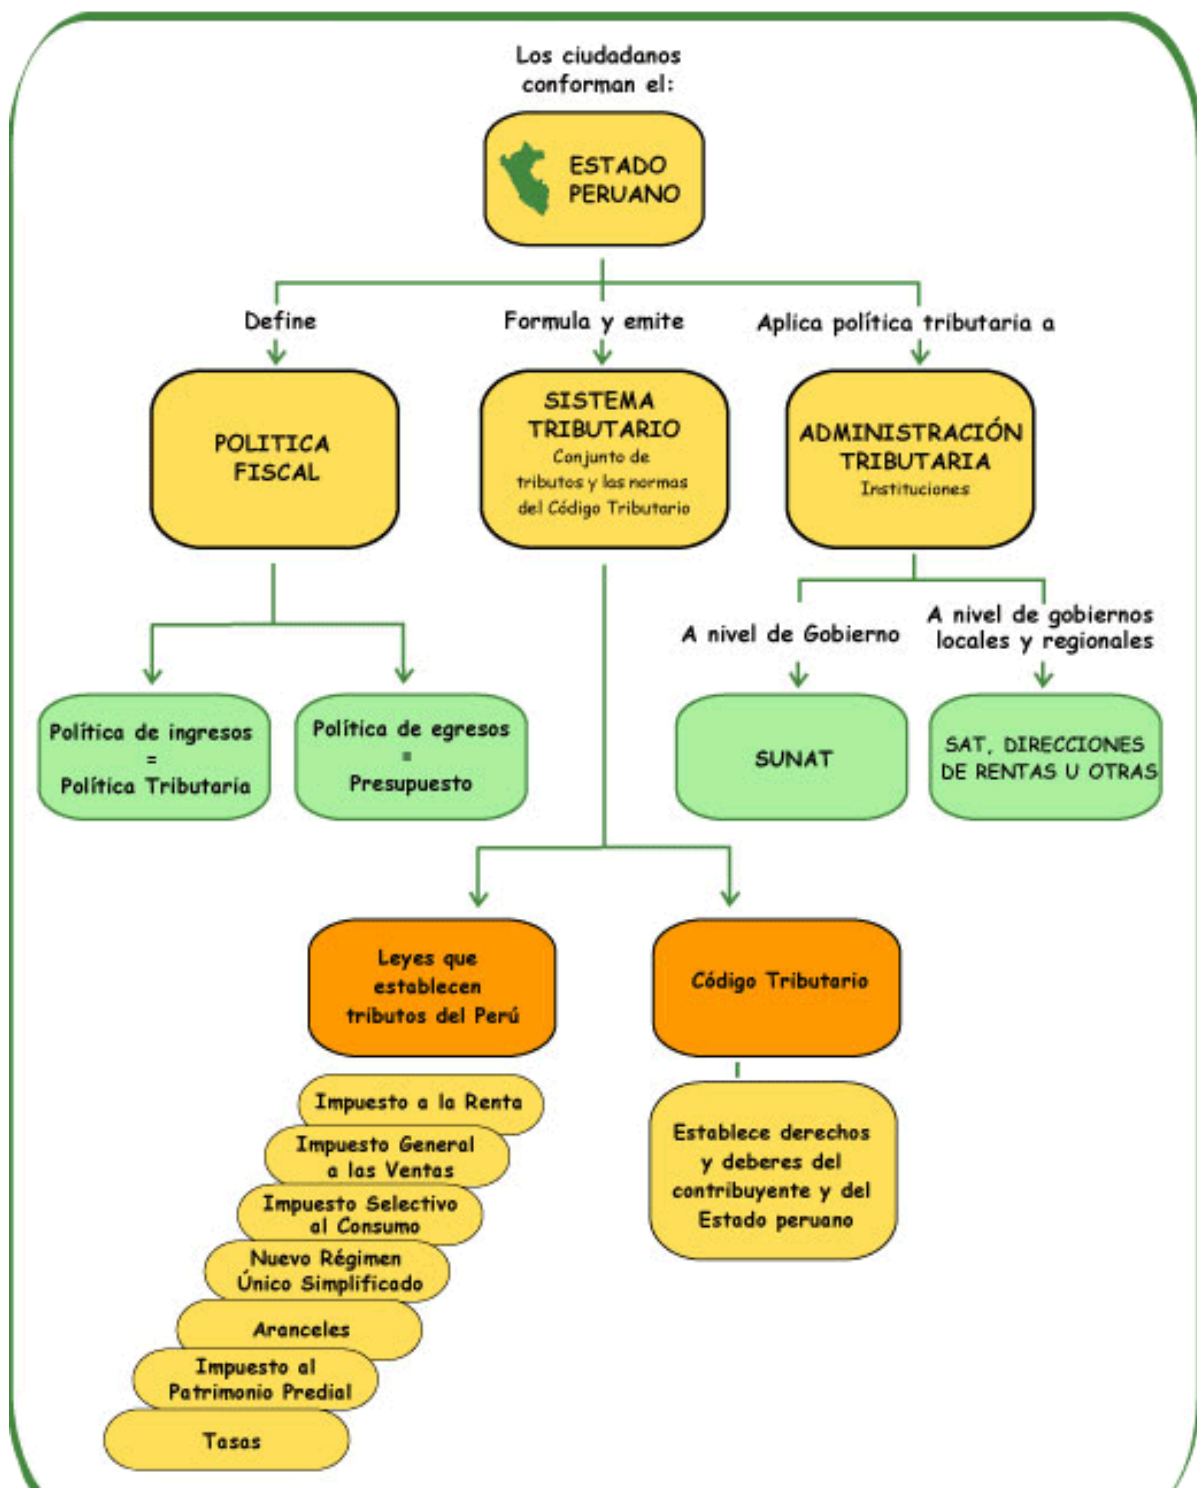 Los ciudadanos
conforman el:
ESTADO
PERUANO
Define
Formula y emite
Aplica política tributaria a
POLITICA
FISCAL
SISTEMA
TRIBUTARIO
Conjunto de
tributos y las normas
del Código Tributario
ADMINISTRACIÓN
TRIBUTARIA
Instituciones
A nivel de Gobierno
A nivel de gobiernos
locales y regionales
Política de ingresos
=
Política Tributaria
Política de egresos
=
Presupuesto
SUNAT
SAT, DIRECCIONES
DE RENTAS U OTRAS
Leyes que
establecen
tributos del Perú
Código Tributario
Impuesto a la Renta
Impuesto General
a las Ventas
Impuesto Selectivo
al Consumo
Nuevo Régimen
Único Simplificado
Aranceles
Impuesto al
Patrimonio Predial
Tasas
Establece derechos
y deberes del
contribuyente y del
Estado peruano